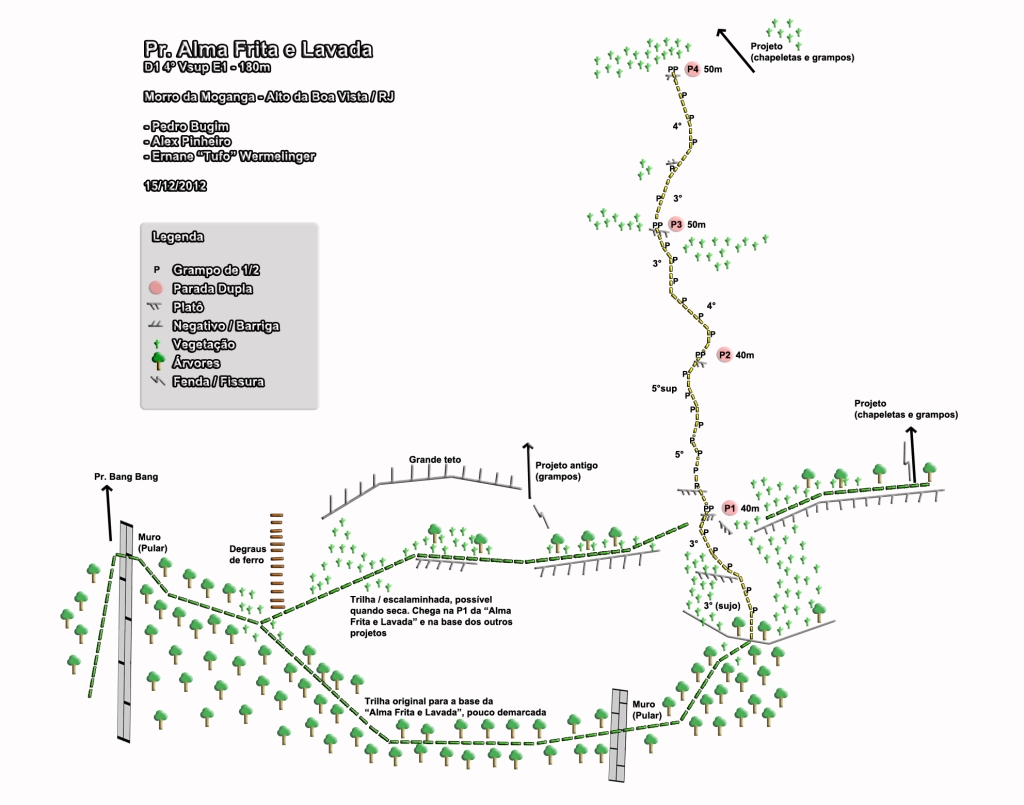 Pr. Alma Frita e Lavada
D1 4° Vsup E1 - 180m
Morro da Moganga - Alto da Boa Vista / RJ
- Pedro Bugim
- Alex Pinheiro
- Ernane "Tufo" Wermelinger
15/12/2012
Legenda
P Grampo de 1/2
Parada Dupla
Platô
Negativo / Barriga
Vegetação
Árvores
Fenda / Fissura
Projeto
(chapeletas e grampos)
PP P4 50m
P
P
4°
P
P
3°
P
PP P3 50m
P
3°
P
P
P
4°
P
P
PP P2 40m
P
5°sup
P
P
P
P
5°
P
P
P
PP P1 40m
P
3°
P
P
P
3° (sujo)
P
Projeto
(chapeletas e grampos)
Grande teto
Projeto antigo
(grampos)
Pr. Bang Bang
Muro
(Pular)
Degraus
de ferro
Trilha / escalaminhada, possível
quando seca. Chega na P1 da "Alma
Frita e Lavada" e na base dos outros
projetos
Trilha original para a base da
"Alma Frita e Lavada", pouco demarcada
Muro
(Pular)